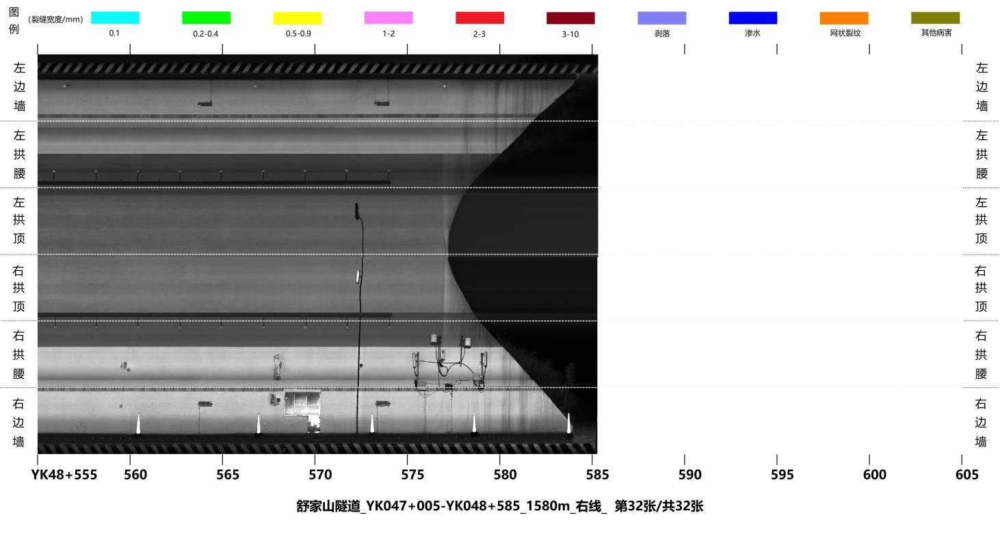 图例
(裂缝宽度/mm)
0.1
0.2-0.4
0.5-0.9
1-2
2-3
3-10
剥落
渗水
网状裂纹
其他病害
左边墙
左拱腰
左拱顶
右拱顶
右拱腰
右边墙
左边墙
左拱腰
左拱顶
右拱顶
右拱腰
右边墙
YK48+555 560 565 570 575 580 585 590 595 600 605
舒家山隧道_YK047+005-YK048+585_1580m_右线_ 第32张/共32张